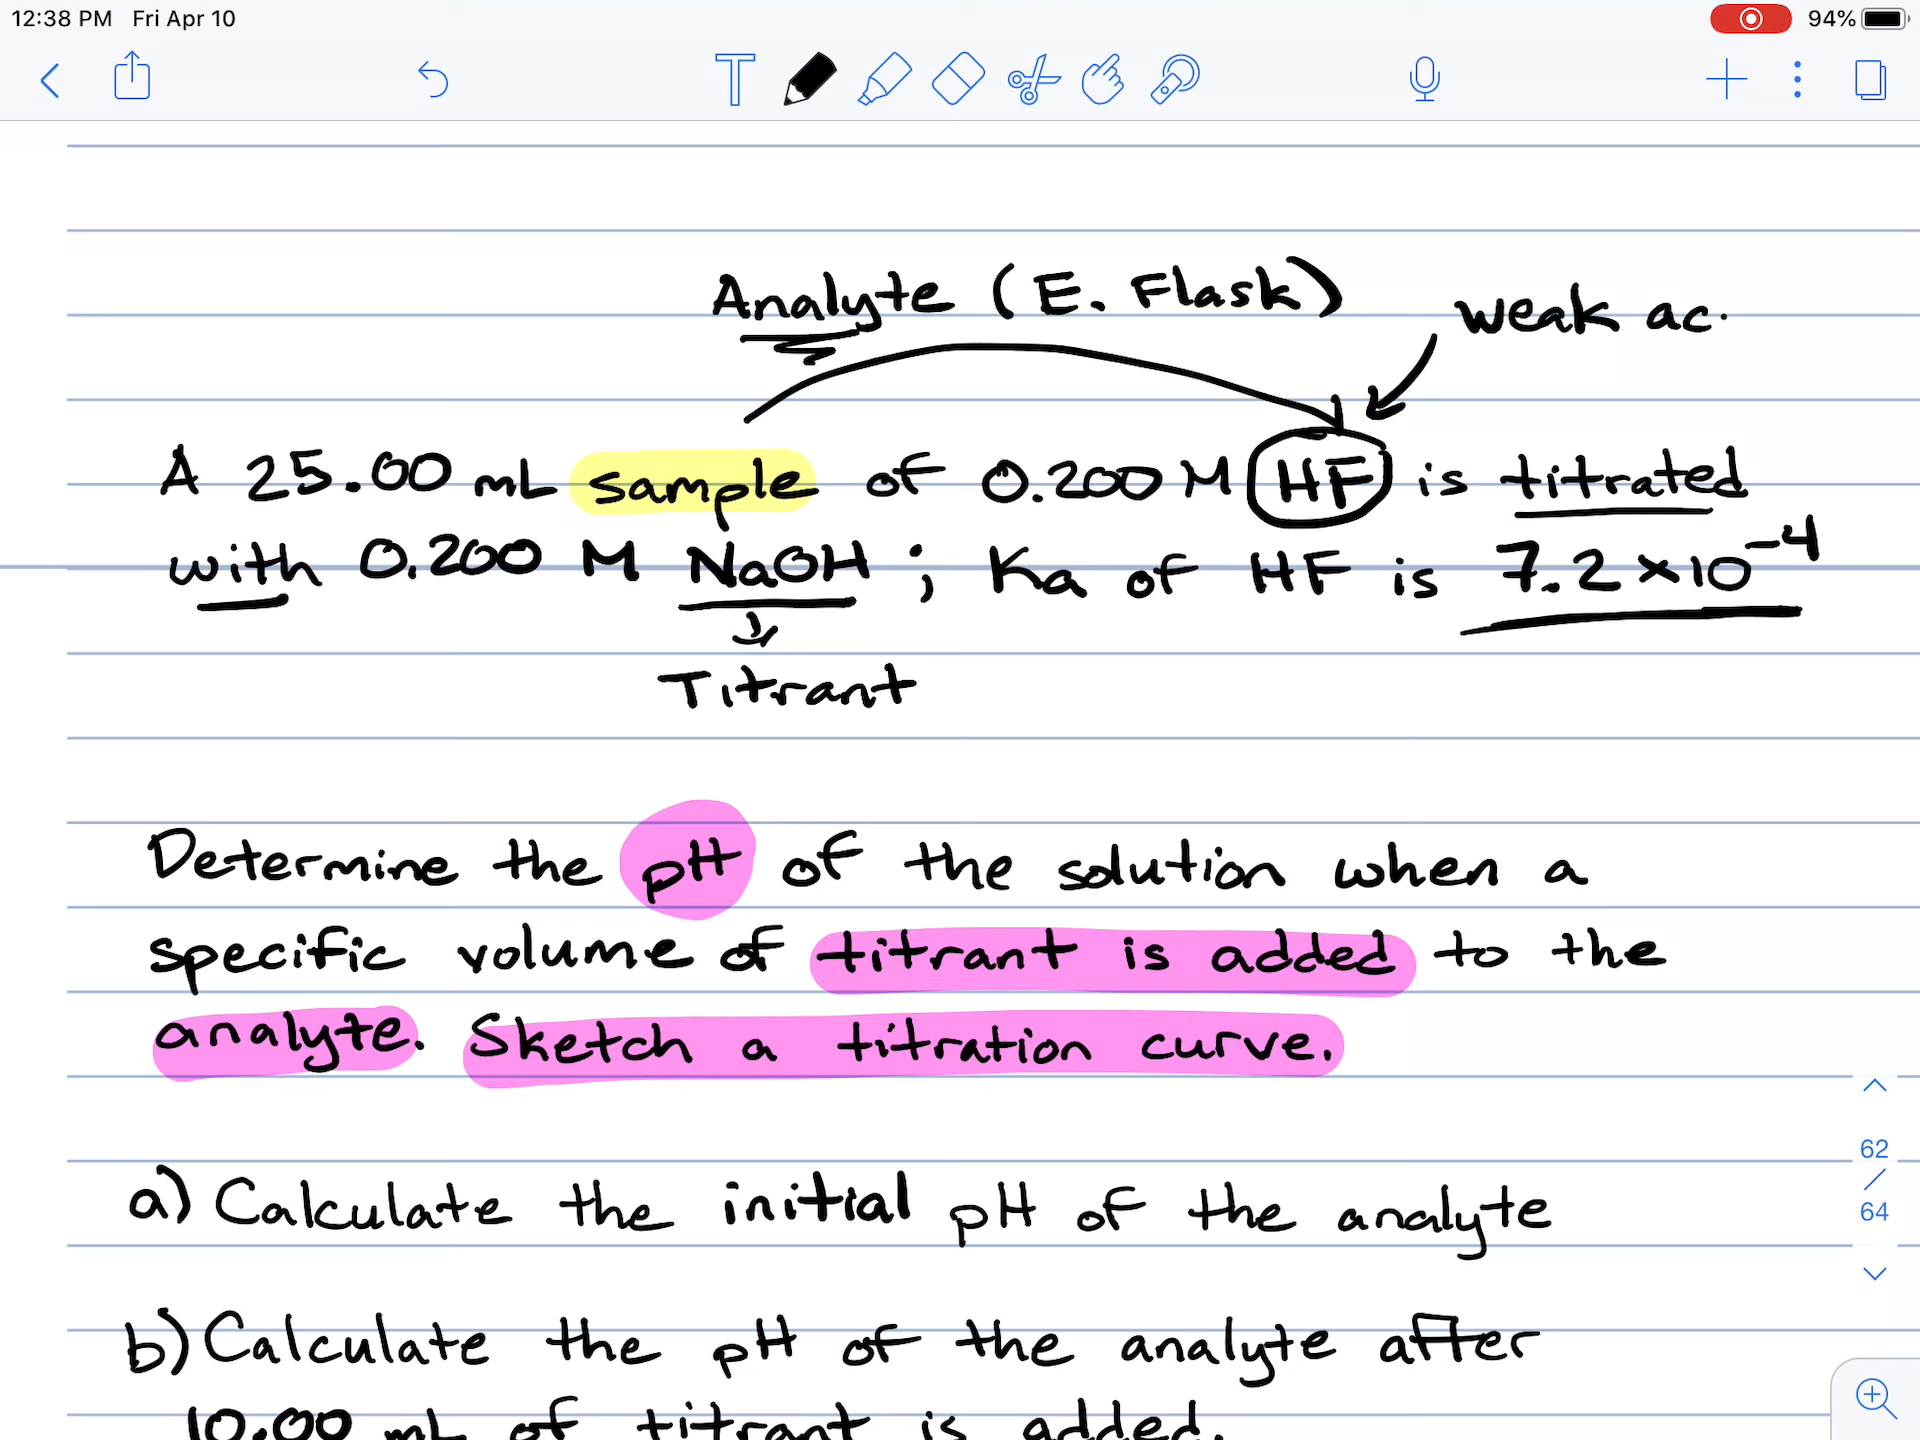 12:38 PM Fri Apr 10 94%
T
Analyte (E. Flask)
weak ac.
A 25.00 mL sample of 0.200 M HF is titrated
with 0.200 M NaOH ; Ka of HF is 7.2 × 10⁻⁴
Titrant
Determine the pH of the solution when a
specific volume of titrant is added to the
analyte. Sketch a titration curve.
a) Calculate the initial pH of the analyte
62
/
64
b) Calculate the pH of the analyte after
10.00 mL of titrant is added.